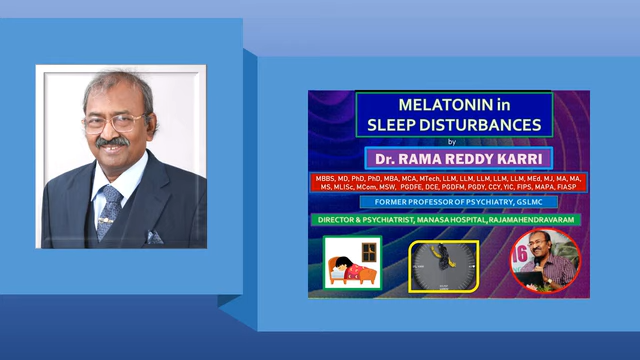 MELATONIN in
SLEEP DISTURBANCES
by
Dr. RAMA REDDY KARRI
MBBS, MD, PhD, PhD, MBA, MCA, MTech, LLM, LLM, LLM, LLM, LLM, MEd, MJ, MA, MA,
MS, MLISc, MCom, MSW, PGDFE, DCE, PGDFM, PGDY, CCY, YIC, FIPS, MAPA, FIASP
FORMER PROFESSOR OF PSYCHIATRY, GSLMC
DIRECTOR & PSYCHIATRIST, MANASA HOSPITAL, RAJAMAHENDRAVARAM
16